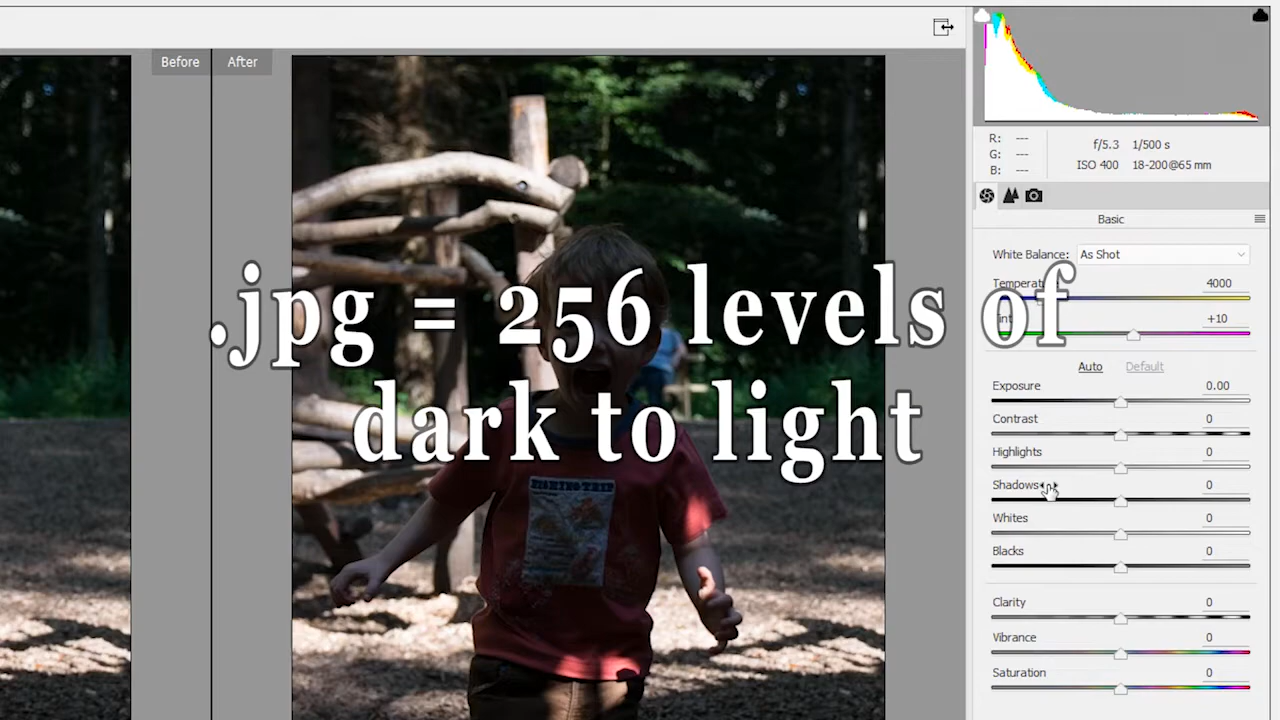 Before After
R: ---
G: ---
B: ---
f/5.3 1/500 s
ISO 400 18-200@65 mm
Basic
White Balance: As Shot
4000
+10
.jpg = 256 levels of
dark to light
Auto Default
Exposure 0.00
Contrast 0
Highlights 0
Shadows 0
Whites 0
Blacks 0
Clarity 0
Vibrance 0
Saturation 0
FISHING TRIP